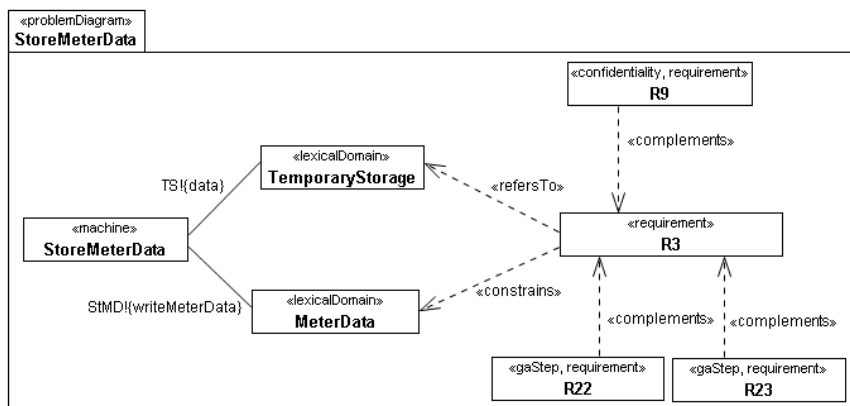 «problemDiagram»
StoreMeterData
«confidentiality, requirement»
R9
«complements»
«lexicalDomain»
TemporaryStorage
TS!{data}
«refersTo»
«machine»
StoreMeterData
«requirement»
R3
StMD!{writeMeterData}
«lexicalDomain»
MeterData
«constrains»
«complements»
«complements»
«gaStep, requirement»
R22
«gaStep, requirement»
R23